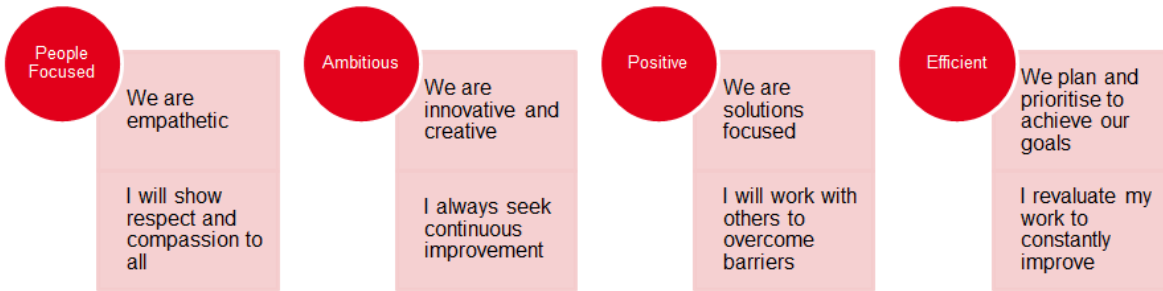 People
Focused
We are
empathetic
I will show
respect and
compassion to
all
Ambitious
We are
innovative and
creative
I always seek
continuous
improvement
Positive
We are
solutions
focused
I will work with
others to
overcome
barriers
Efficient
We plan and
prioritise to
achieve our
goals
I revaluate my
work to
constantly
improve